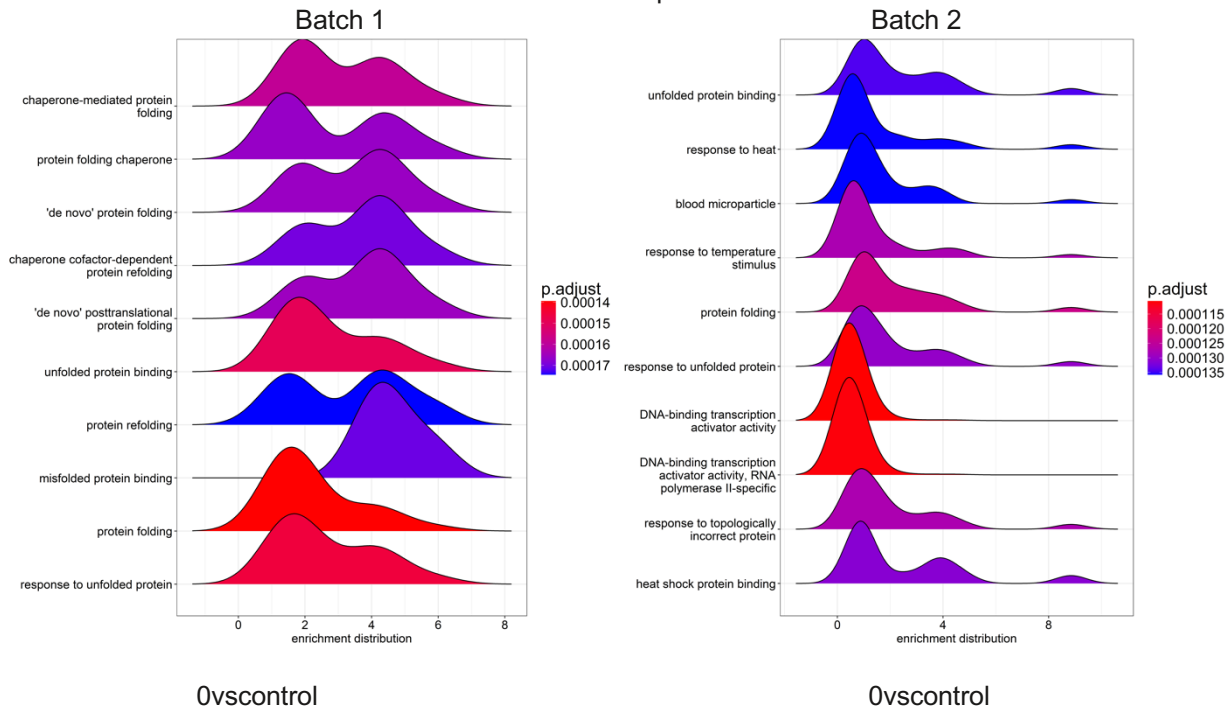 Batch 1
chaperone-mediated protein
folding
protein folding chaperone
'de novo' protein folding
chaperone cofactor-dependent
protein refolding
'de novo' posttranslational
protein folding
unfolded protein binding
protein refolding
misfolded protein binding
protein folding
response to unfolded protein
0
2
4
6
8
enrichment distribution
p.adjust
0.00014
0.00015
0.00016
0.00017
0vscontrol
Batch 2
unfolded protein binding
response to heat
blood microparticle
response to temperature
stimulus
protein folding
response to unfolded protein
DNA-binding transcription
activator activity
DNA-binding transcription
activator activity, RNA
polymerase II-specific
response to topologically
incorrect protein
heat shock protein binding
0
4
8
enrichment distribution
p.adjust
0.000115
0.000120
0.000125
0.000130
0.000135
0vscontrol